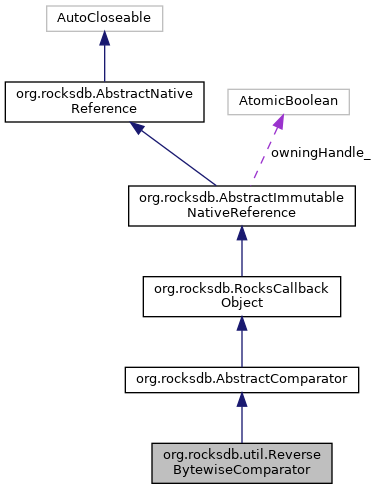 AutoCloseable
org.rocksdb.AbstractNative
Reference
AtomicBoolean
owningHandle_
org.rocksdb.AbstractImmutable
NativeReference
org.rocksdb.RocksCallback
Object
org.rocksdb.AbstractComparator
org.rocksdb.util.Reverse
BytewiseComparator